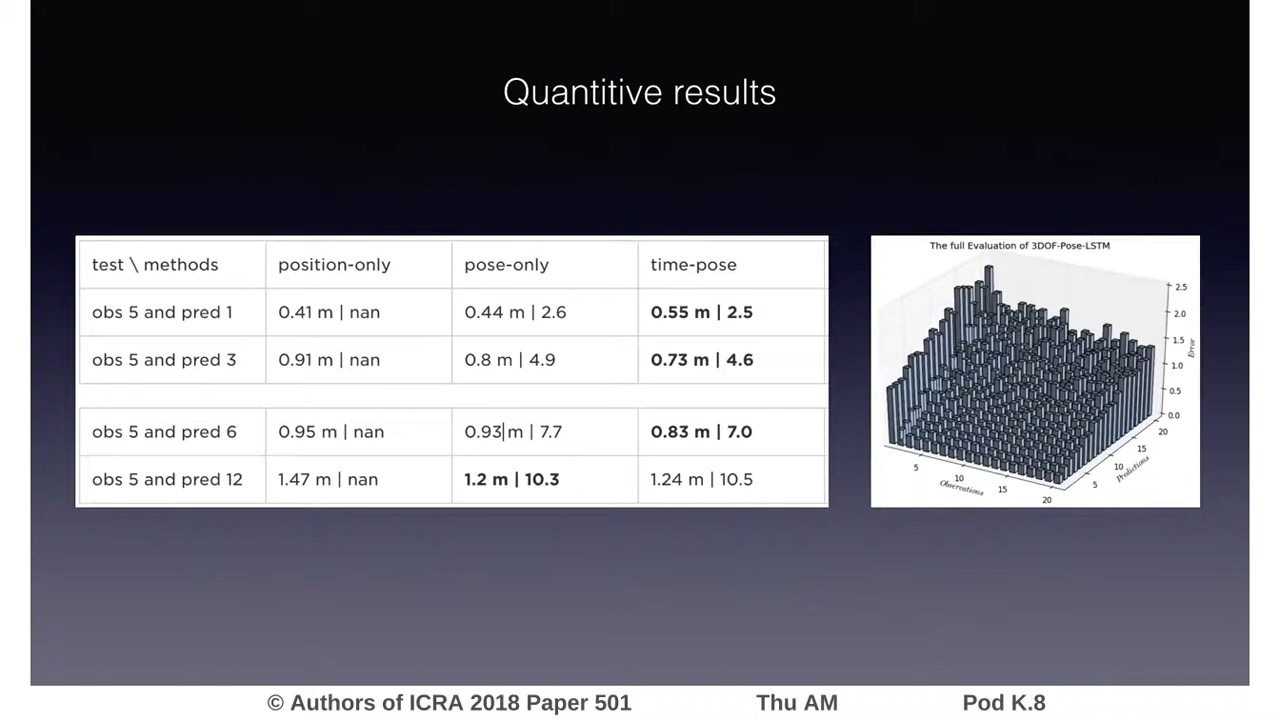 Quantitive results
test \ methods position-only pose-only time-pose
obs 5 and pred 1 0.41 m | nan 0.44 m | 2.6 0.55 m | 2.5
obs 5 and pred 3 0.91 m | nan 0.8 m | 4.9 0.73 m | 4.6
obs 5 and pred 6 0.95 m | nan 0.93 m | 7.7 0.83 m | 7.0
obs 5 and pred 12 1.47 m | nan 1.2 m | 10.3 1.24 m | 10.5
The full Evaluation of 3DOF-Pose-LSTM
2.5
2.0
1.5
1.0
0.5
0.0
Error
5
10
15
20
Observations
5
10
15
20
Predictions
© Authors of ICRA 2018 Paper 501 Thu AM Pod K.8